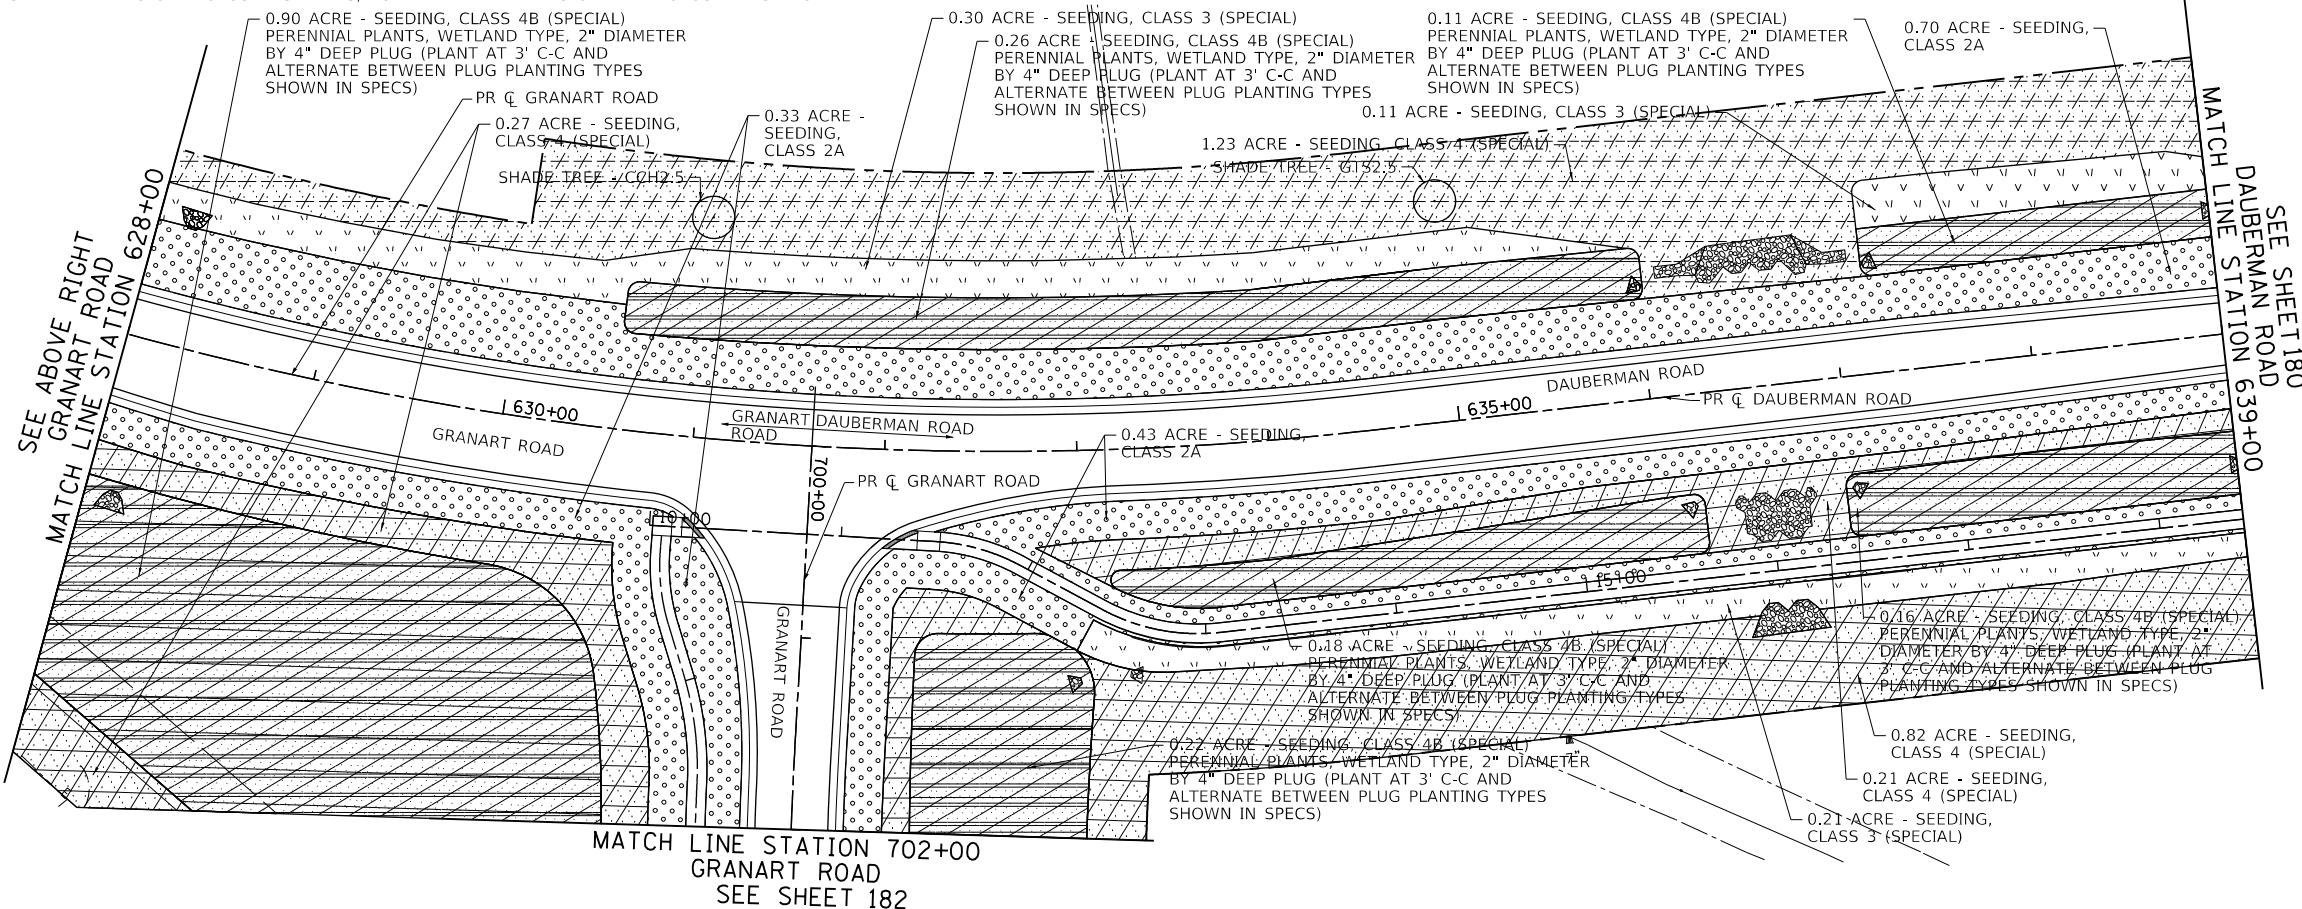 0.90 ACRE - SEEDING, CLASS 4B (SPECIAL)
PERENNIAL PLANTS, WETLAND TYPE, 2" DIAMETER
BY 4" DEEP PLUG (PLANT AT 3' C-C AND
ALTERNATE BETWEEN PLUG PLANTING TYPES
SHOWN IN SPECS)
PR ℄ GRANART ROAD
0.27 ACRE - SEEDING,
CLASS 4 (SPECIAL)
SHADE TREE - CCH2.5
0.33 ACRE -
SEEDING,
CLASS 2A
0.30 ACRE - SEEDING, CLASS 3 (SPECIAL)
0.26 ACRE - SEEDING, CLASS 4B (SPECIAL)
PERENNIAL PLANTS, WETLAND TYPE, 2" DIAMETER
BY 4" DEEP PLUG (PLANT AT 3' C-C AND
ALTERNATE BETWEEN PLUG PLANTING TYPES
SHOWN IN SPECS)
0.11 ACRE - SEEDING, CLASS 4B (SPECIAL)
PERENNIAL PLANTS, WETLAND TYPE, 2" DIAMETER
BY 4" DEEP PLUG (PLANT AT 3' C-C AND
ALTERNATE BETWEEN PLUG PLANTING TYPES
SHOWN IN SPECS)
0.11 ACRE - SEEDING, CLASS 3 (SPECIAL)
1.23 ACRE - SEEDING, CLASS 4 (SPECIAL)
SHADE TREE - GTS2.5
0.70 ACRE - SEEDING,
CLASS 2A
SEE ABOVE RIGHT
GRANART ROAD
MATCH LINE STATION 628+00
MATCH LINE STATION 639+00
DAUBERMAN ROAD
SEE SHEET 180
630+00
GRANART ROAD
GRANART
ROAD
DAUBERMAN ROAD
635+00
DAUBERMAN ROAD
PR ℄ DAUBERMAN ROAD
0.43 ACRE - SEEDING,
CLASS 2A
700+00
PR ℄ GRANART ROAD
10+00
15+00
GRANART ROAD
0.18 ACRE - SEEDING, CLASS 4B (SPECIAL)
PERENNIAL PLANTS, WETLAND TYPE, 2" DIAMETER
BY 4" DEEP PLUG (PLANT AT 3' C-C AND
ALTERNATE BETWEEN PLUG PLANTING TYPES
SHOWN IN SPECS)
0.16 ACRE - SEEDING, CLASS 4B (SPECIAL)
PERENNIAL PLANTS, WETLAND TYPE, 2"
DIAMETER BY 4" DEEP PLUG (PLANT AT
3' C-C AND ALTERNATE BETWEEN PLUG
PLANTING TYPES SHOWN IN SPECS)
0.22 ACRE - SEEDING, CLASS 4B (SPECIAL)
PERENNIAL PLANTS, WETLAND TYPE, 2" DIAMETER
BY 4" DEEP PLUG (PLANT AT 3' C-C AND
ALTERNATE BETWEEN PLUG PLANTING TYPES
SHOWN IN SPECS)
0.82 ACRE - SEEDING,
CLASS 4 (SPECIAL)
0.21 ACRE - SEEDING,
CLASS 4 (SPECIAL)
0.21 ACRE - SEEDING,
CLASS 3 (SPECIAL)
MATCH LINE STATION 702+00
GRANART ROAD
SEE SHEET 182